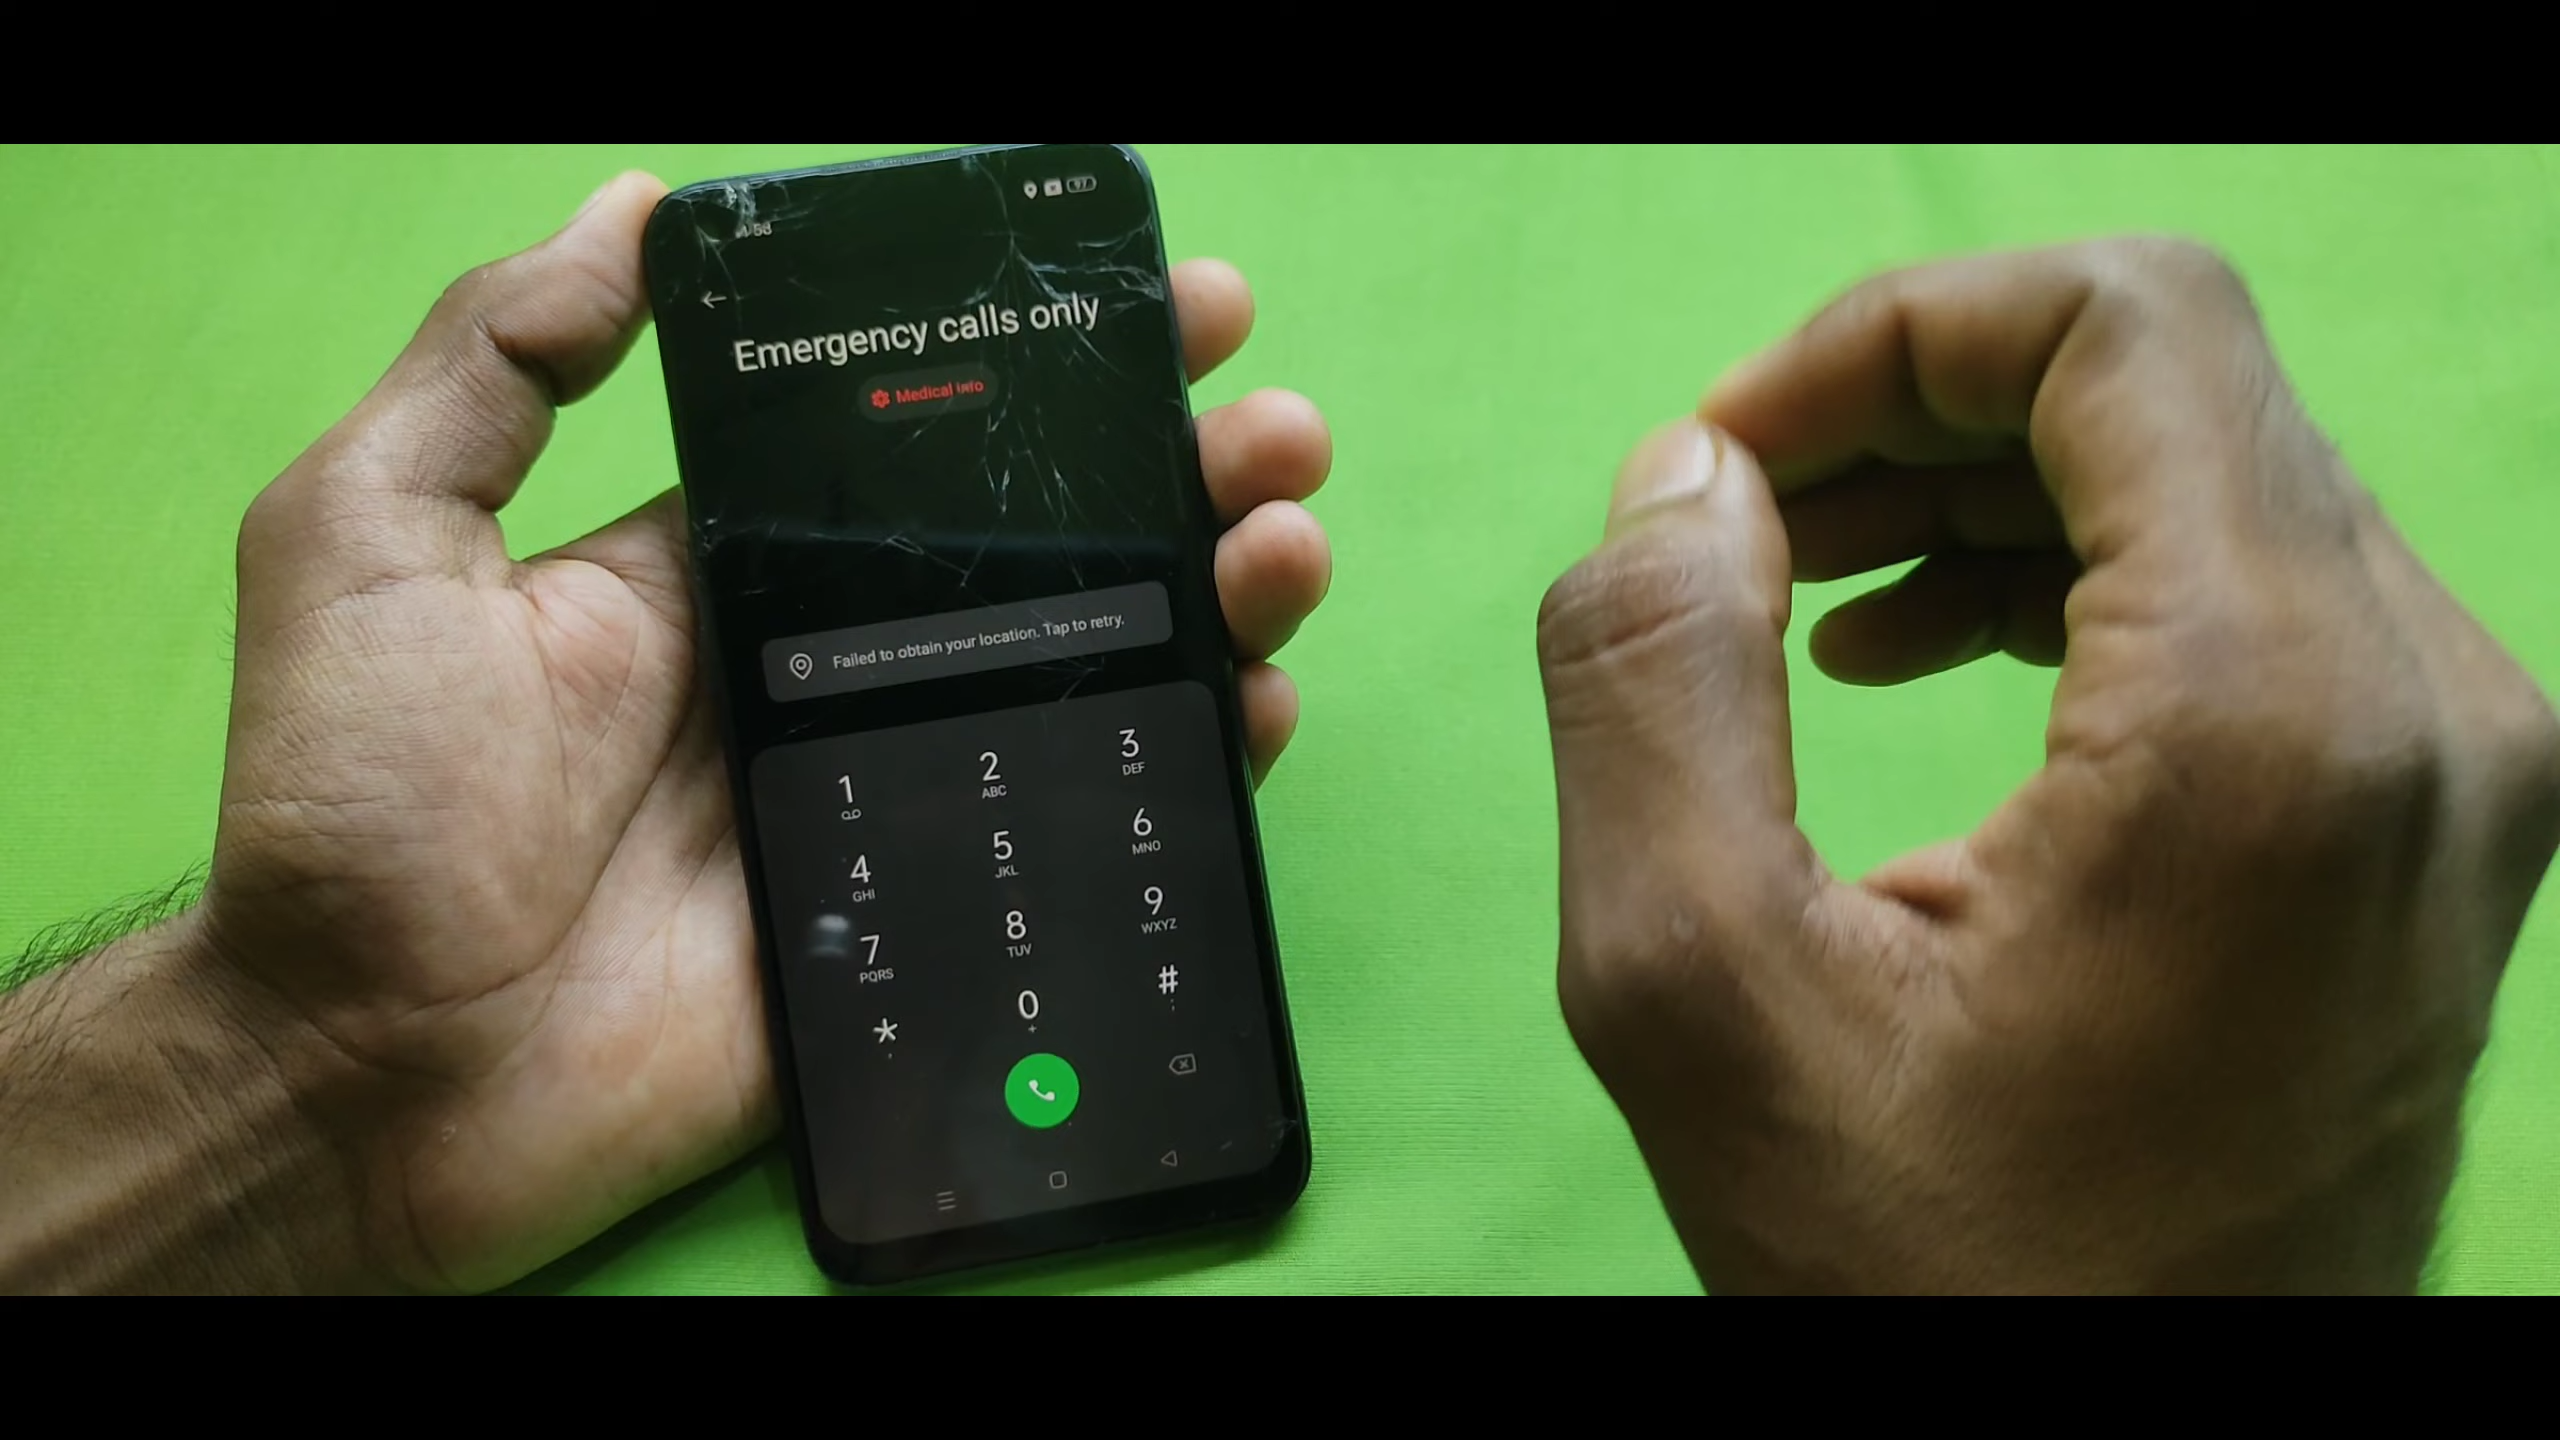 97
Emergency calls only
Medical info
Failed to obtain your location. Tap to retry.
1
2
ABC
3
DEF
4
GHI
5
JKL
6
MNO
7
PQRS
8
TUV
9
WXYZ
*
,
0
+
#
;